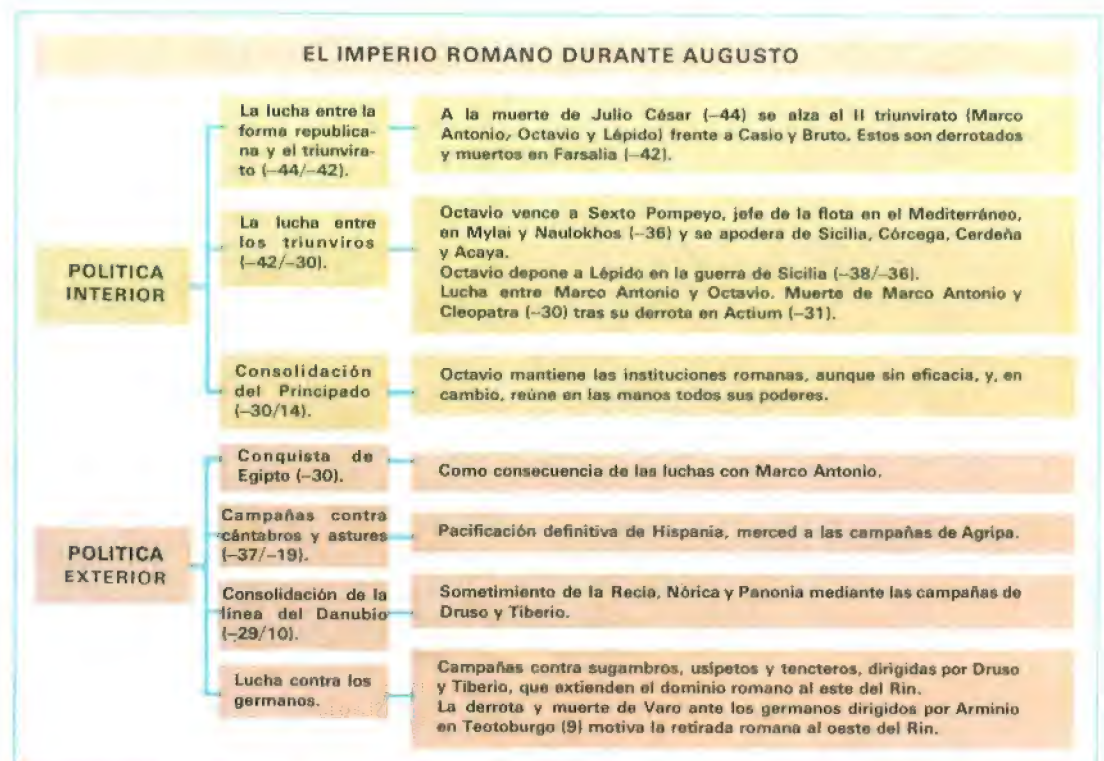 EL IMPERIO ROMANO DURANTE AUGUSTO
POLITICA
INTERIOR
La lucha entre la
forma republica-
na y el triunvira-
to (–44/–42).
A la muerte de Julio César (–44) se alza el II triunvirato (Marco
Antonio, Octavio y Lépido) frente a Casio y Bruto. Estos son derrotados
y muertos en Farsalia (–42).
La lucha entre
los triunviros
(–42/–30).
Octavio vence a Sexto Pompeyo, jefe de la flota en el Mediterráneo,
en Mylai y Naulokhos (–36) y se apodera de Sicilia, Córcega, Cerdeña
y Acaya.
Octavio depone a Lépido en la guerra de Sicilia (–38/–36).
Lucha entre Marco Antonio y Octavio. Muerte de Marco Antonio y
Cleopatra (–30) tras su derrota en Actium (–31).
Consolidación
del Principado
(–30/14).
Octavio mantiene las instituciones romanas, aunque sin eficacia, y, en
cambio, reúne en las manos todos sus poderes.
POLITICA
EXTERIOR
Conquista de
Egipto (–30).
Como consecuencia de las luchas con Marco Antonio.
Campañas contra
cántabros y astures
(–37/–19).
Pacificación definitiva de Hispania, merced a las campañas de Agripa.
Consolidación de la
línea del Danubio
(–29/10).
Sometimiento de la Recia, Nórica y Panonia mediante las campañas de
Druso y Tiberio.
Lucha contra los
germanos.
Campañas contra sugambros, usípetos y tencteros, dirigidas por Druso
y Tiberio, que extienden el dominio romano al este del Rin.
La derrota y muerte de Varo ante los germanos dirigidos por Arminio
en Teotoburgo (9) motiva la retirada romana al oeste del Rin.